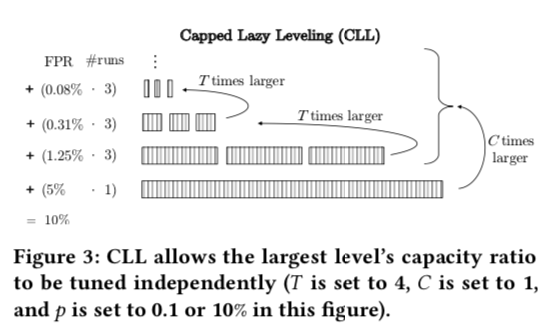 Capped Lazy Leveling (CLL)
FPR #runs ⋮
+ (0.08% · 3) T times larger
+ (0.31% · 3) T times larger
+ (1.25% · 3) C times
larger
+ (5% · 1)
= 10%
Figure 3: CLL allows the largest level's capacity ratio
to be tuned independently (T is set to 4, C is set to 1,
and p is set to 0.1 or 10% in this figure).